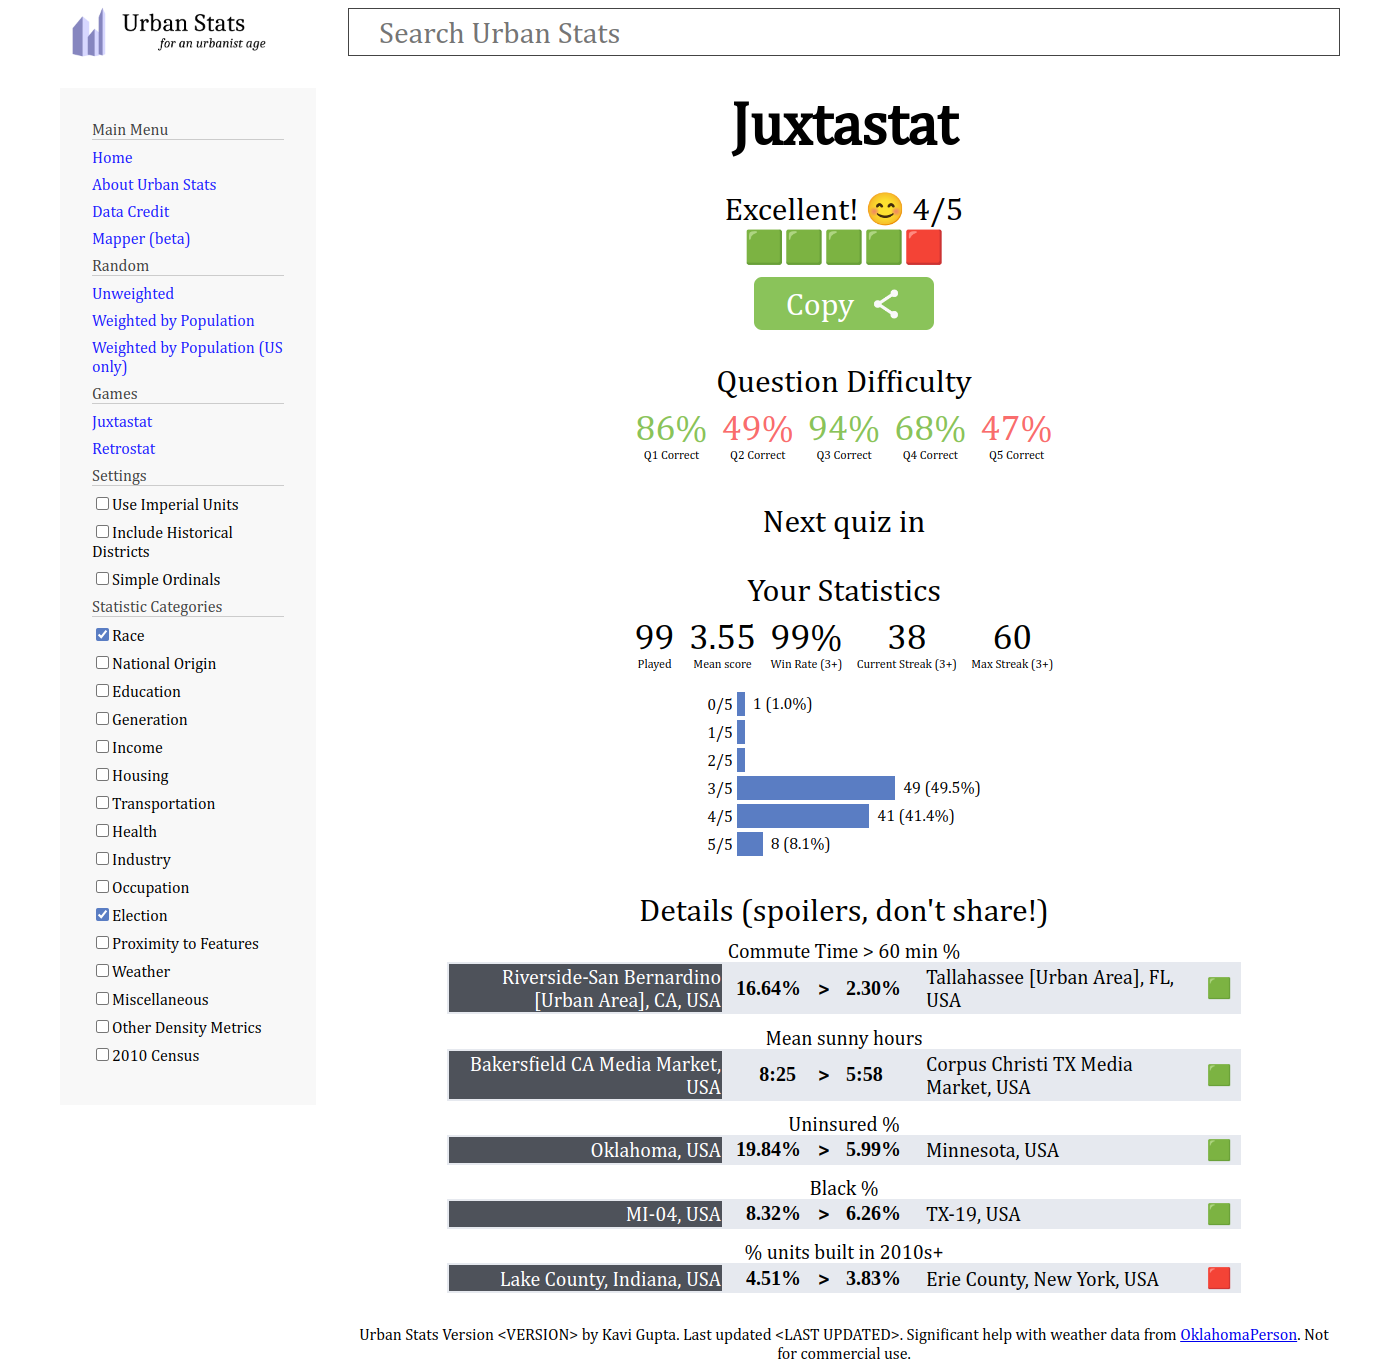 Urban Stats
for an urbanist age
Search Urban Stats
Main Menu
Home
About Urban Stats
Data Credit
Mapper (beta)
Random
Unweighted
Weighted by Population
Weighted by Population (US
only)
Games
Juxtastat
Retrostat
Settings
Use Imperial Units
Include Historical
Districts
Simple Ordinals
Statistic Categories
Race
National Origin
Education
Generation
Income
Housing
Transportation
Health
Industry
Occupation
Election
Proximity to Features
Weather
Miscellaneous
Other Density Metrics
2010 Census
Juxtastat
Excellent! 😊 4/5
🟩🟩🟩🟩🟥
Copy
Question Difficulty
86% 49% 94% 68% 47%
Q1 Correct Q2 Correct Q3 Correct Q4 Correct Q5 Correct
Next quiz in
Your Statistics
99 3.55 99% 38 60
Played Mean score Win Rate (3+) Current Streak (3+) Max Streak (3+)
0/5 1 (1.0%)
1/5
2/5
3/5 49 (49.5%)
4/5 41 (41.4%)
5/5 8 (8.1%)
Details (spoilers, don't share!)
Commute Time > 60 min %
Riverside-San Bernardino
[Urban Area], CA, USA
16.64% > 2.30%
Tallahassee [Urban Area], FL,
USA
🟩
Mean sunny hours
Bakersfield CA Media Market,
USA
8:25 > 5:58
Corpus Christi TX Media
Market, USA
🟩
Uninsured %
Oklahoma, USA 19.84% > 5.99% Minnesota, USA 🟩
Black %
MI-04, USA 8.32% > 6.26% TX-19, USA 🟩
% units built in 2010s+
Lake County, Indiana, USA 4.51% > 3.83% Erie County, New York, USA 🟥
Urban Stats Version <VERSION> by Kavi Gupta. Last updated <LAST UPDATED>. Significant help with weather data from OklahomaPerson. Not
for commercial use.